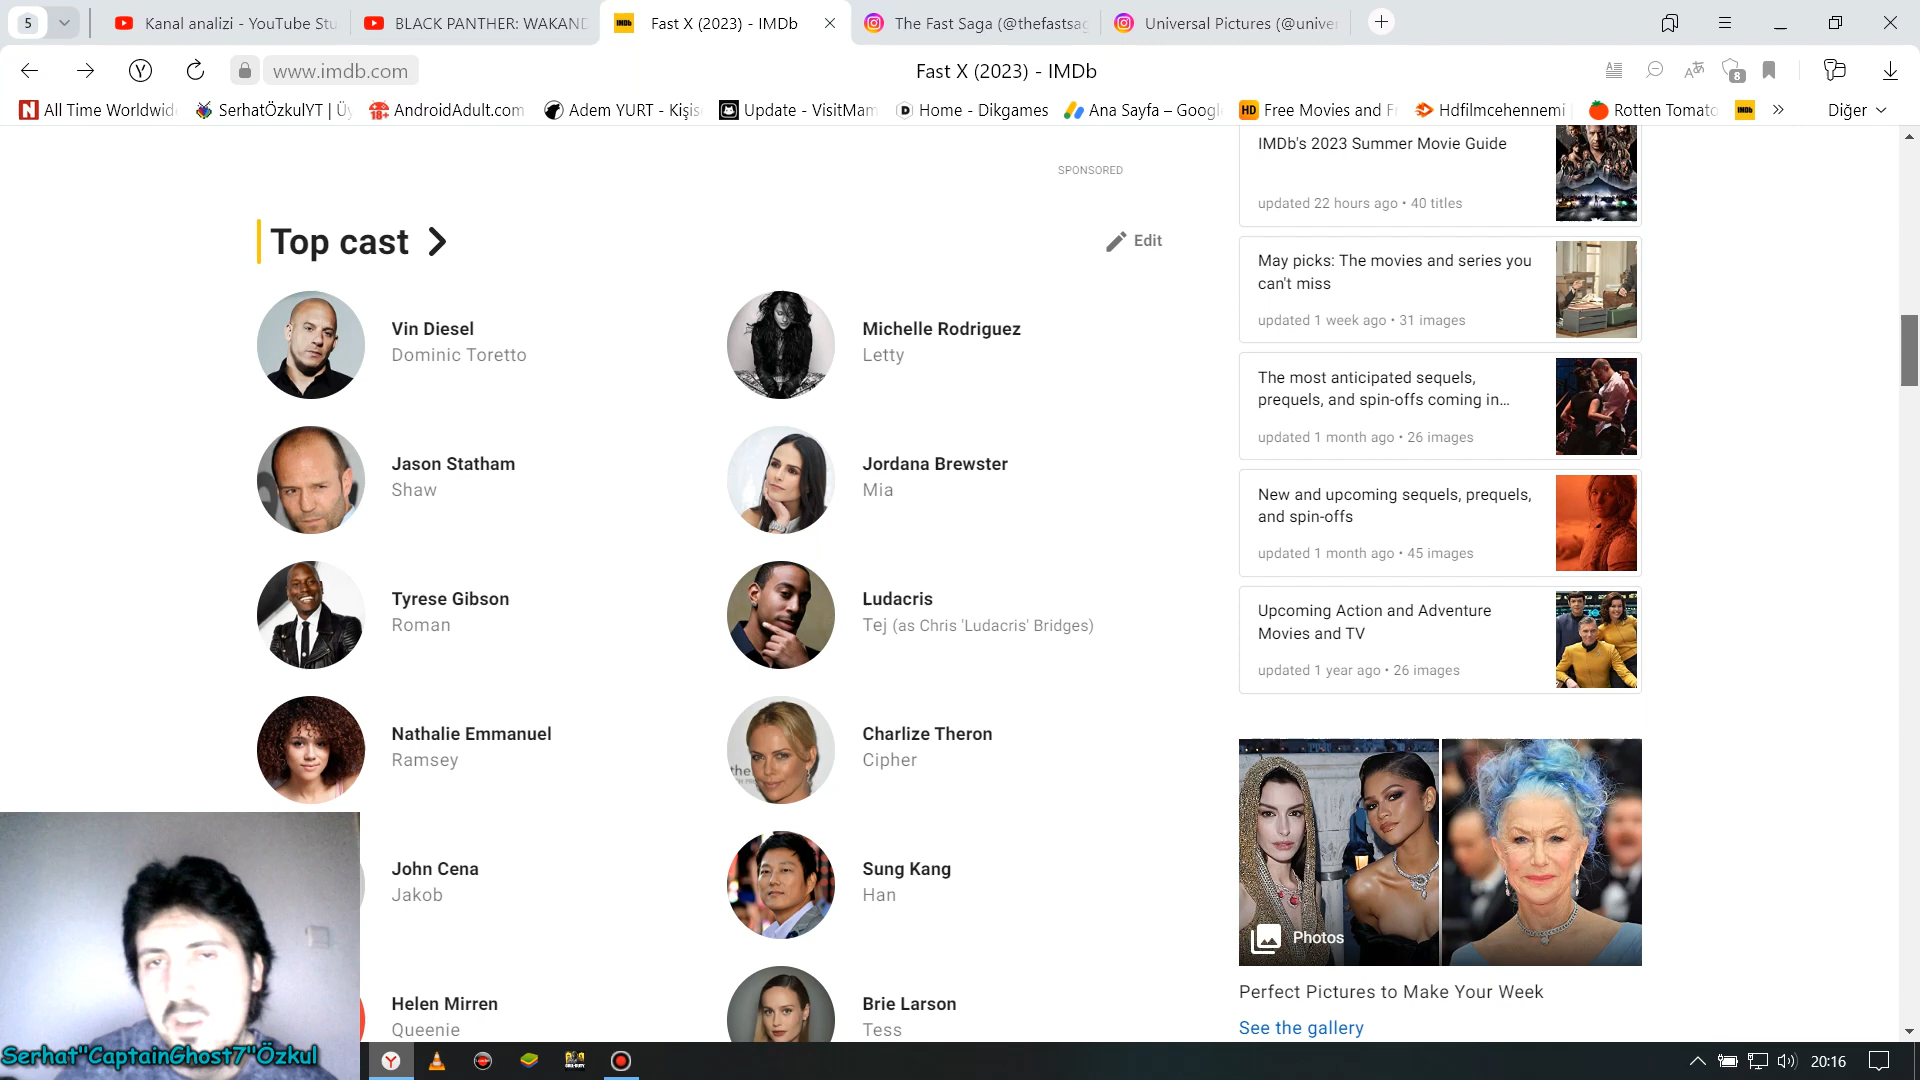 5
Kanal analizi - YouTube Stu
BLACK PANTHER: WAKAND
Fast X (2023) - IMDb
The Fast Saga (@thefastsag
Universal Pictures (@univer
www.imdb.com
Fast X (2023) - IMDb
8
All Time Worldwid
SerhatÖzkulYT | Üy
AndroidAdult.com
Adem YURT - Kişis
Update - VisitMam
Home - Dikgames
Ana Sayfa – Googl
Free Movies and F
Hdfilmcehennemi
Rotten Tomato
Diğer
SPONSORED
Top cast
Edit
Vin Diesel
Dominic Toretto
Michelle Rodriguez
Letty
Jason Statham
Shaw
Jordana Brewster
Mia
Tyrese Gibson
Roman
Ludacris
Tej (as Chris 'Ludacris' Bridges)
Nathalie Emmanuel
Ramsey
Charlize Theron
Cipher
John Cena
Jakob
Sung Kang
Han
Helen Mirren
Queenie
Brie Larson
Tess
IMDb's 2023 Summer Movie Guide
updated 22 hours ago • 40 titles
May picks: The movies and series you
can't miss
updated 1 week ago • 31 images
The most anticipated sequels,
prequels, and spin-offs coming in...
updated 1 month ago • 26 images
New and upcoming sequels, prequels,
and spin-offs
updated 1 month ago • 45 images
Upcoming Action and Adventure
Movies and TV
updated 1 year ago • 26 images
Photos
Perfect Pictures to Make Your Week
See the gallery
Serhat"CaptainGhost7"Özkul
20:16